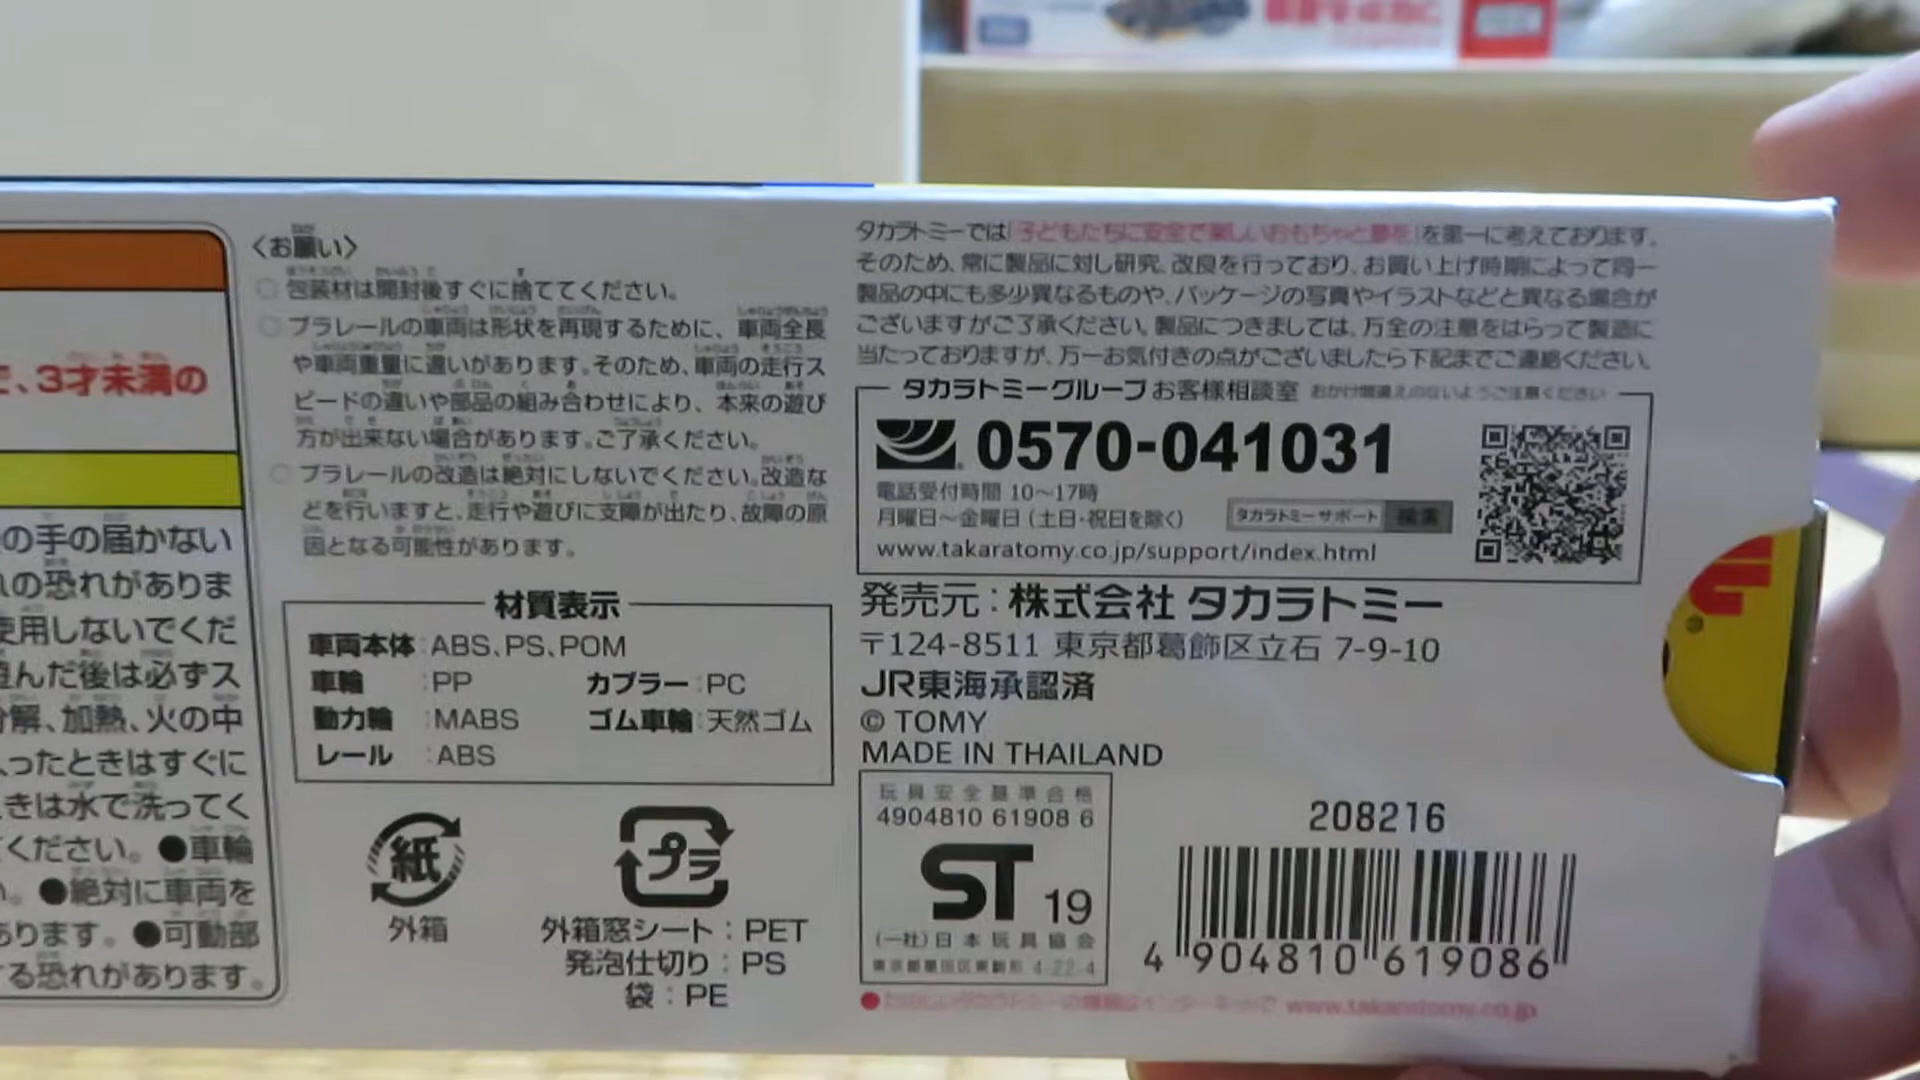 で、3才未満の
の手の届かない
れの恐れがありま
使用しないでくだ
遊んだ後は必ずス
分解、加熱、火の中
入ったときはすぐに
ときは水で洗ってく
てください。●車輪
い。●絶対に車両を
あります。●可動部
する恐れがあります。
〈お願い〉
○包装材は開封後すぐに捨ててください。
○プラレールの車両は形状を再現するために、車両全長
や車両重量に違いがあります。そのため、車両の走行ス
ピードの違いや部品の組み合わせにより、本来の遊び
方が出来ない場合があります。ご了承ください。
○プラレールの改造は絶対にしないでください。改造な
どを行いますと、走行や遊びに支障が出たり、故障の原
因となる可能性があります。
材質表示
車両本体:ABS、PS、POM
車輪:PP カプラー:PC
動力輪:MABS ゴム車輪:天然ゴム
レール:ABS
紙
外箱
プラ
外箱窓シート:PET
発泡仕切り:PS
袋:PE
タカラトミーでは「子どもたちに安全で楽しいおもちゃと夢を」を第一に考えております。
そのため、常に製品に対し研究、改良を行っており、お買い上げ時期によって同一
製品の中にも多少異なるものや、パッケージの写真やイラストなどと異なる場合が
ございますがご了承ください。製品につきましては、万全の注意をはらって製造に
当たっておりますが、万一お気付きの点がございましたら下記までご連絡ください。
タカラトミーグループお客様相談室 おかけ間違えのないようご注意ください
0570-041031
電話受付時間 10〜17時
月曜日〜金曜日(土日・祝日を除く)
タカラトミーサポート 検索
www.takaratomy.co.jp/support/index.html
発売元:株式会社 タカラトミー
〒124-8511 東京都葛飾区立石 7-9-10
JR東海承認済
© TOMY
MADE IN THAILAND
玩具安全基準合格
4904810 61908 6
ST 19
(一社)日本玩具協会
東京都墨田区東駒形 4-22-4
208216
4 904810 619086
www.takaratomy.co.jp